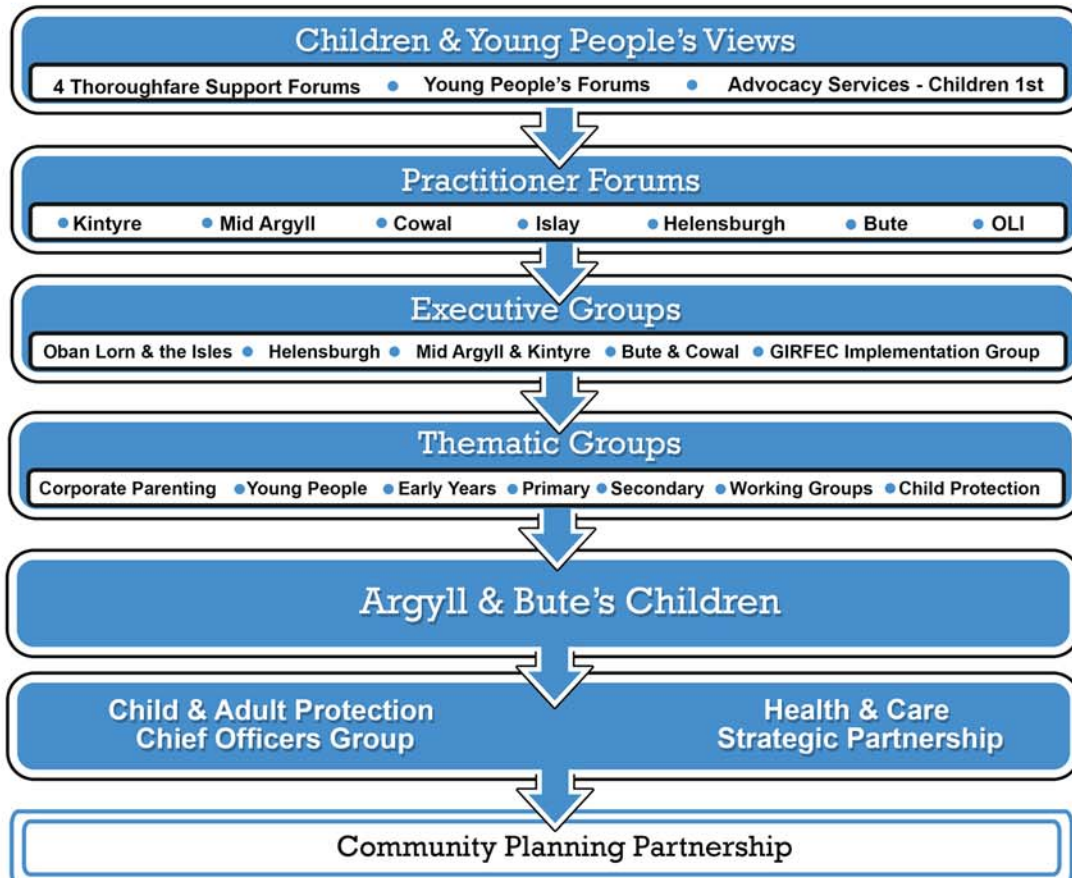 Children & Young People's Views
4 Thoroughfare Support Forums • Young People's Forums • Advocacy Services - Children 1st
Practitioner Forums
• Kintyre • Mid Argyll • Cowal • Islay • Helensburgh • Bute • OLI
Executive Groups
Oban Lorn & the Isles • Helensburgh • Mid Argyll & Kintyre • Bute & Cowal • GIRFEC Implementation Group
Thematic Groups
Corporate Parenting • Young People • Early Years • Primary • Secondary • Working Groups • Child Protection
Argyll & Bute's Children
Child & Adult Protection
Chief Officers Group
Health & Care
Strategic Partnership
Community Planning Partnership